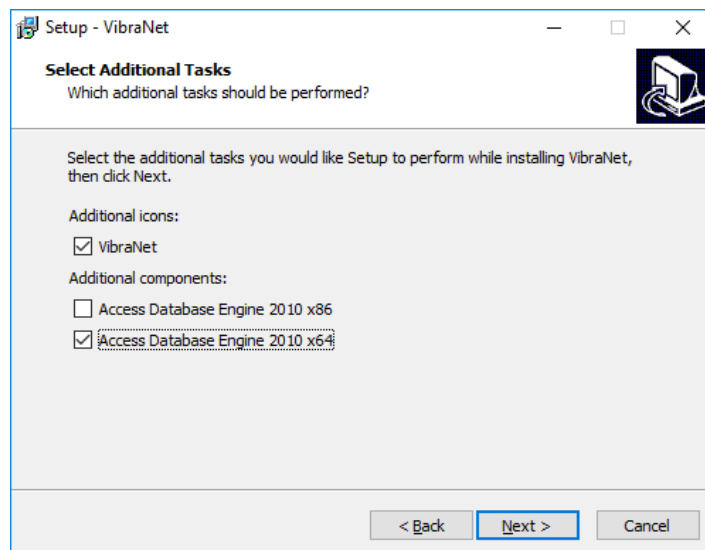 Setup - VibraNet
Select Additional Tasks
Which additional tasks should be performed?
Select the additional tasks you would like Setup to perform while installing VibraNet,
then click Next.
Additional icons:
VibraNet
Additional components:
Access Database Engine 2010 x86
Access Database Engine 2010 x64
< Back
Next >
Cancel